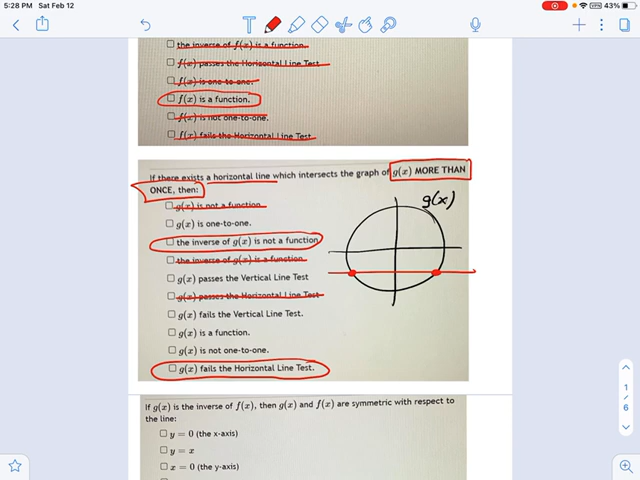 5:28 PM Sat Feb 12
VPN 43%
the inverse of f(x) is a function.
f(x) passes the Horizontal Line Test.
f(x) is one-to-one.
f(x) is a function.
f(x) is not one-to-one.
f(x) fails the Horizontal Line Test.
If there exists a horizontal line which intersects the graph of g(x) MORE THAN
ONCE, then:
g(x) is not a function.
g(x) is one-to-one.
the inverse of g(x) is not a function
the inverse of g(x) is a function.
g(x) passes the Vertical Line Test
g(x) passes the Horizontal Line Test
g(x) fails the Vertical Line Test.
g(x) is a function.
g(x) is not one-to-one.
g(x) fails the Horizontal Line Test.
g(x)
If g(x) is the inverse of f(x), then g(x) and f(x) are symmetric with respect to
the line:
y = 0 (the x-axis)
y = x
x = 0 (the y-axis)
1
/
6